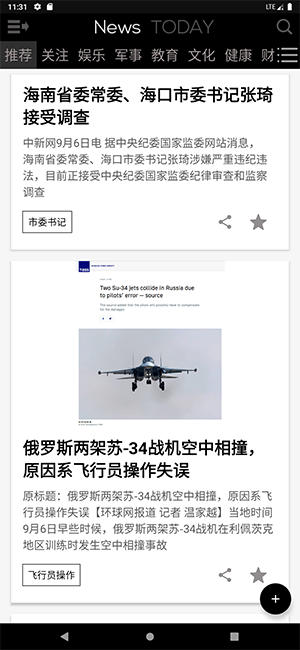 11:31
LTE
News TODAY
推荐 关注 娱乐 军事 教育 文化 健康 财
海南省委常委、海口市委书记张琦
接受调查
中新网9月6日电 据中央纪委国家监委网站消息，
海南省委常委、海口市委书记张琦涉嫌严重违纪违
法，目前正接受中央纪委国家监委纪律审查和监察
调查
市委书记
Two Su-34 jets collide in Russia due
to pilots' error — source
俄罗斯两架苏-34战机空中相撞，
原因系飞行员操作失误
原标题：俄罗斯两架苏-34战机空中相撞，原因系飞
行员操作失误【环球网报道 记者 温家越】当地时间
9月6日早些时候，俄罗斯两架苏-34战机在利佩茨克
地区训练时发生空中相撞事故
飞行员操作